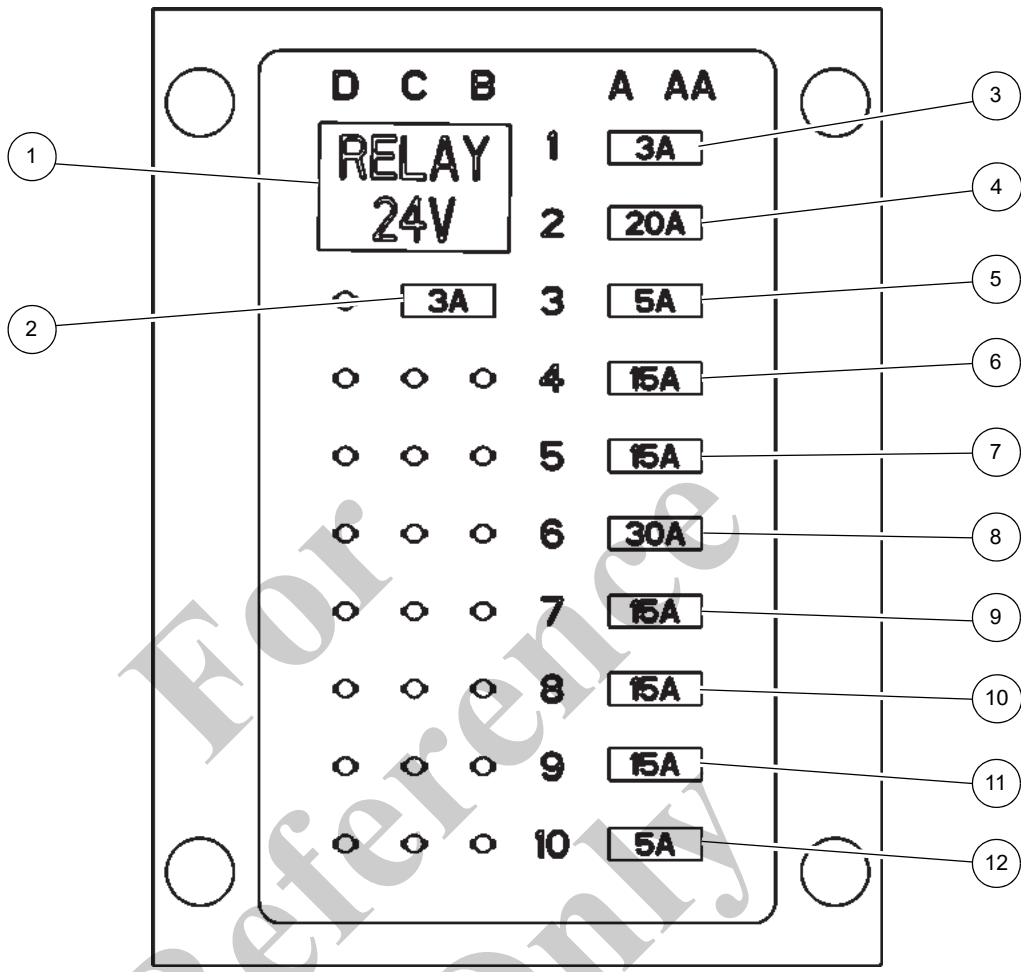 D C B A AA
RELAY 1 3A 3
1
24V 2 20A 4
2 3A 3 5A 5
4 15A 6
5 15A 7
6 30A 8
7 15A 9
8 15A 10
9 15A 11
10 5A 12
For
Reference
Only